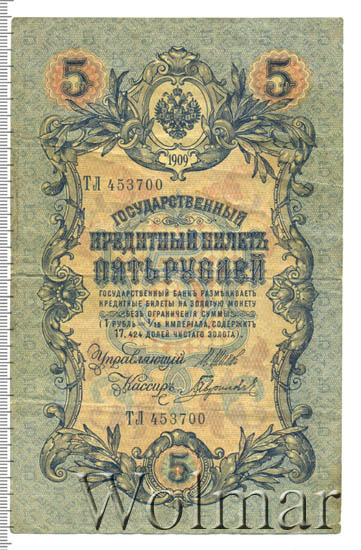 5 5
1909
ТЛ 453700
ГОСУДАРСТВЕННЫЙ
КРЕДИТНЫЙ БИЛЕТЪ
ПЯТЬ РУБЛЕЙ
ГОСУДАРСТВЕННЫЙ БАНКЪ РАЗМѢНИВАЕТЪ
КРЕДИТНЫЕ БИЛЕТЫ НА ЗОЛОТУЮ МОНЕТУ
БЕЗЪ ОГРАНИЧЕНІЯ СУММЫ
(1 РУБЛЬ = 1/15 ИМПЕРІАЛА, СОДЕРЖИТЪ
17,424 ДОЛЕЙ ЧИСТАГО ЗОЛОТА).
Управляющій
Кассиръ
ТЛ 453700
5
Wolmar